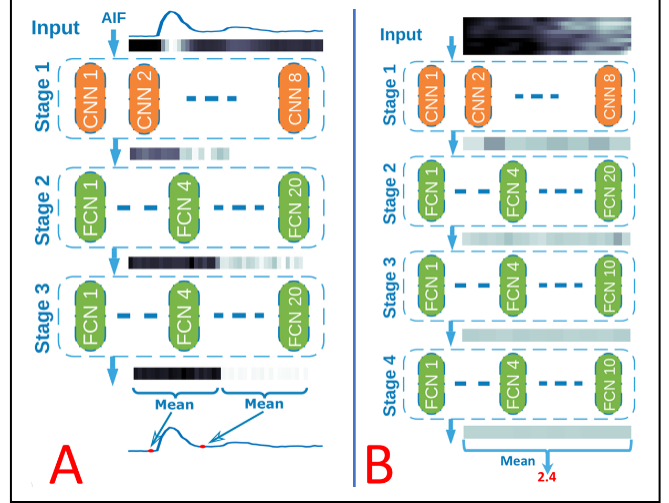 Input
AIF
Stage 1
CNN 1
CNN 2
CNN 8
Stage 2
FCN 1
FCN 4
FCN 20
Stage 3
FCN 1
FCN 4
FCN 20
Mean
Mean
A
Input
Stage 1
CNN 1
CNN 2
CNN 8
Stage 2
FCN 1
FCN 4
FCN 20
Stage 3
FCN 1
FCN 4
FCN 10
Stage 4
FCN 1
FCN 4
FCN 10
Mean
2.4
B